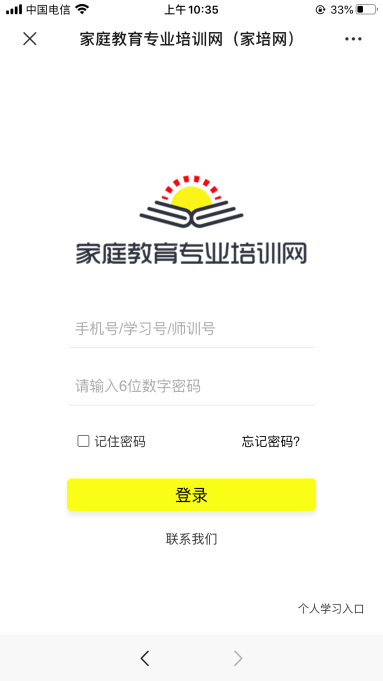 中国电信 上午10:35 33%
家庭教育专业培训网（家培网）
家庭教育专业培训网
手机号/学习号/师训号
请输入6位数字密码
记住密码 忘记密码?
登录
联系我们
个人学习入口